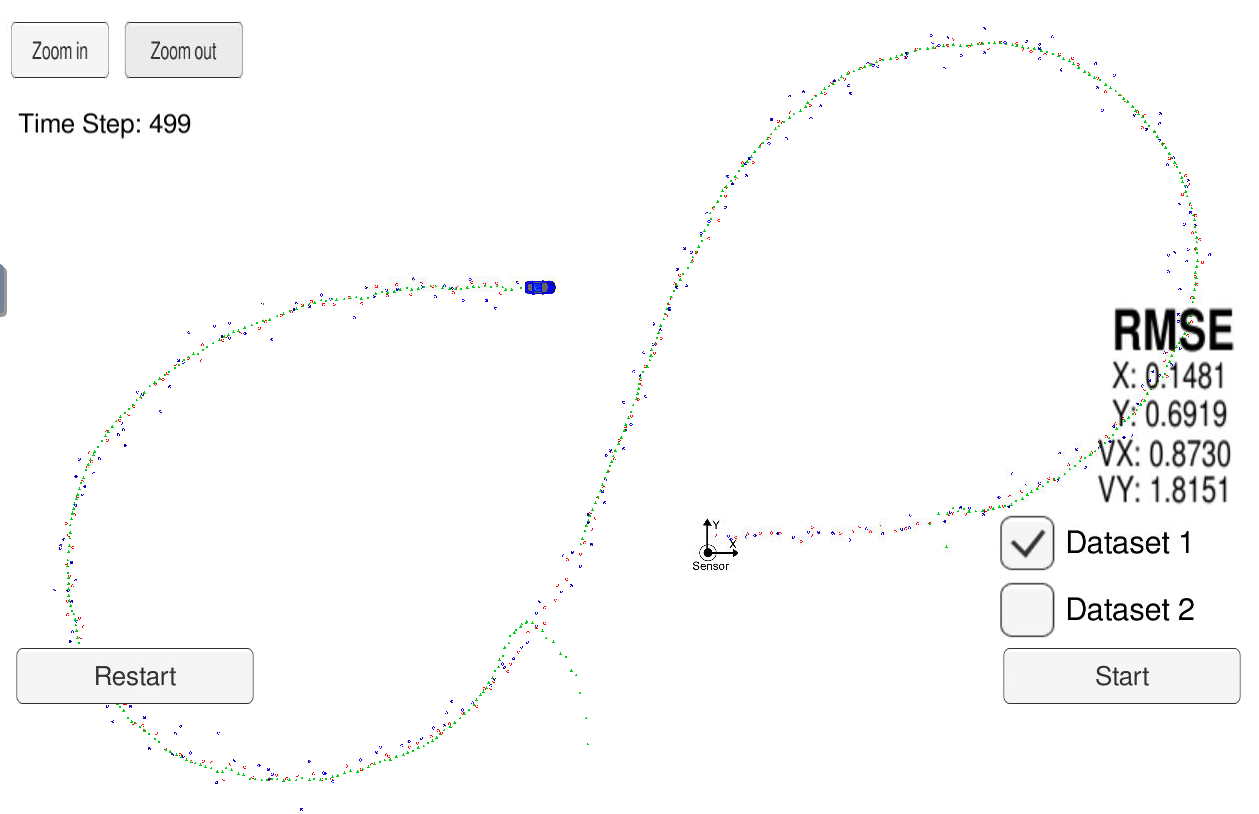 Zoom in
Zoom out
Time Step: 499
RMSE
X: 0.1481
Y: 0.6919
VX: 0.8730
VY: 1.8151
Y
X
Sensor
Dataset 1
Dataset 2
Restart
Start